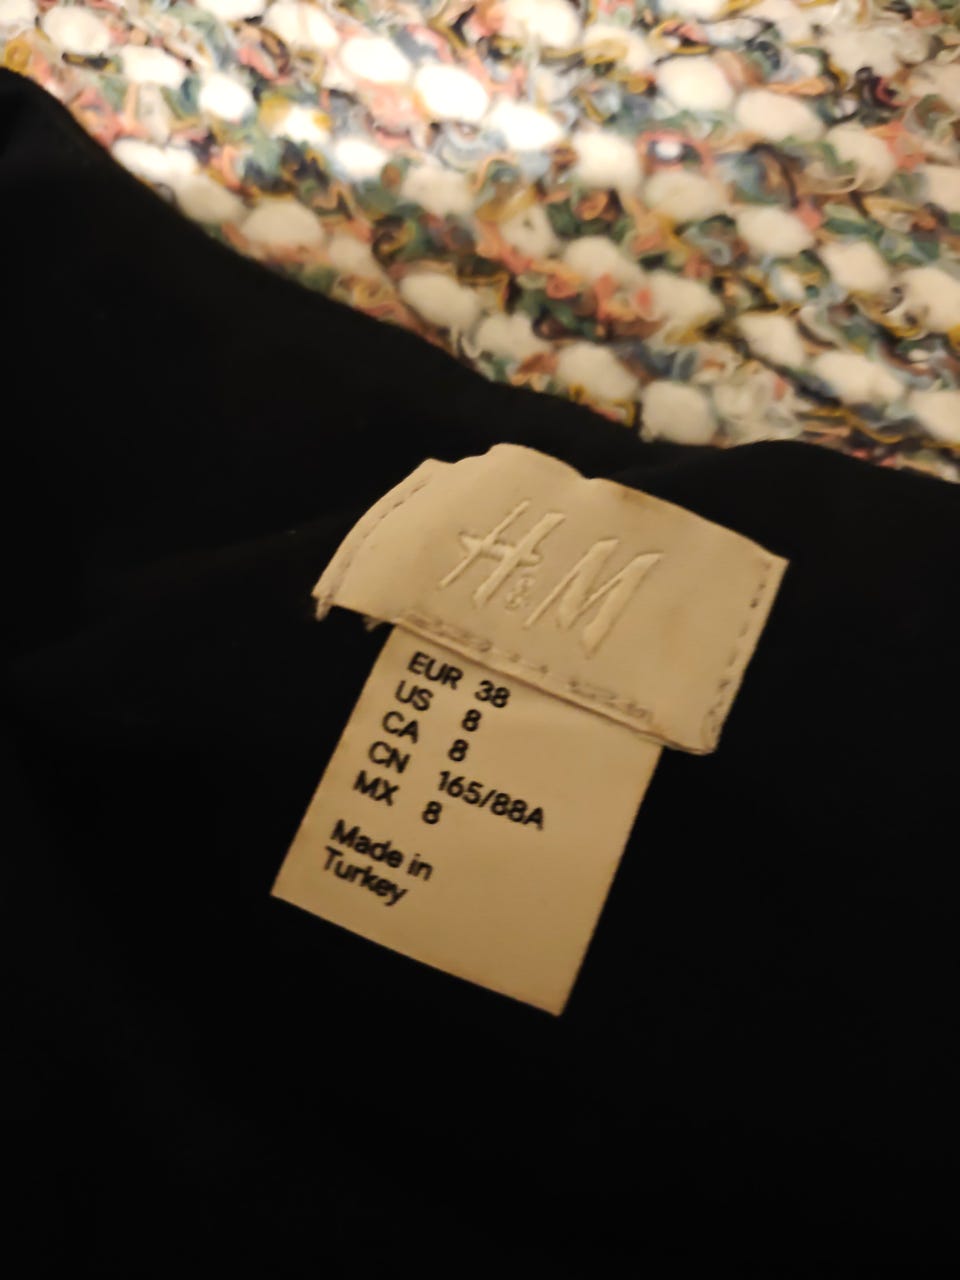 H&M
EUR 38
US 8
CA 8
CN 165/88A
MX 8
Made in
Turkey